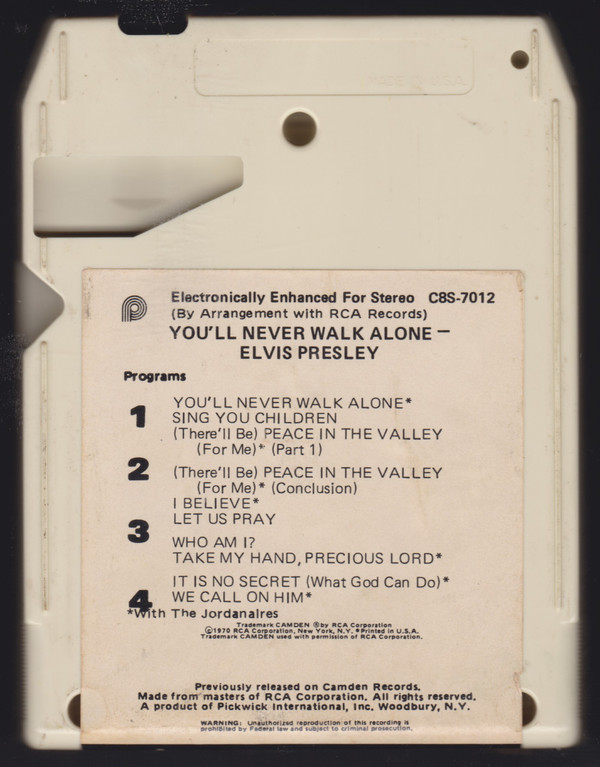 Electronically Enhanced For Stereo C8S-7012
(By Arrangement with RCA Records)
YOU'LL NEVER WALK ALONE —
ELVIS PRESLEY
Programs
1 YOU'LL NEVER WALK ALONE*
SING YOU CHILDREN
(There'll Be) PEACE IN THE VALLEY
(For Me)* (Part 1)
2 (There'll Be) PEACE IN THE VALLEY
(For Me)* (Conclusion)
I BELIEVE*
LET US PRAY
3 WHO AM I?
TAKE MY HAND, PRECIOUS LORD*
4 IT IS NO SECRET (What God Can Do)*
WE CALL ON HIM*
*With The Jordanaires
Trademark CAMDEN ® by RCA Corporation
©1970 RCA Corporation, New York, N.Y. • Printed in U.S.A.
Trademark CAMDEN used with permission of RCA Corporation.
Previously released on Camden Records.
Made from masters of RCA Corporation. All rights reserved.
A product of Pickwick International, Inc. Woodbury, N.Y.
WARNING: Unauthorized reproduction of this recording is
prohibited by Federal law and subject to criminal prosecution.